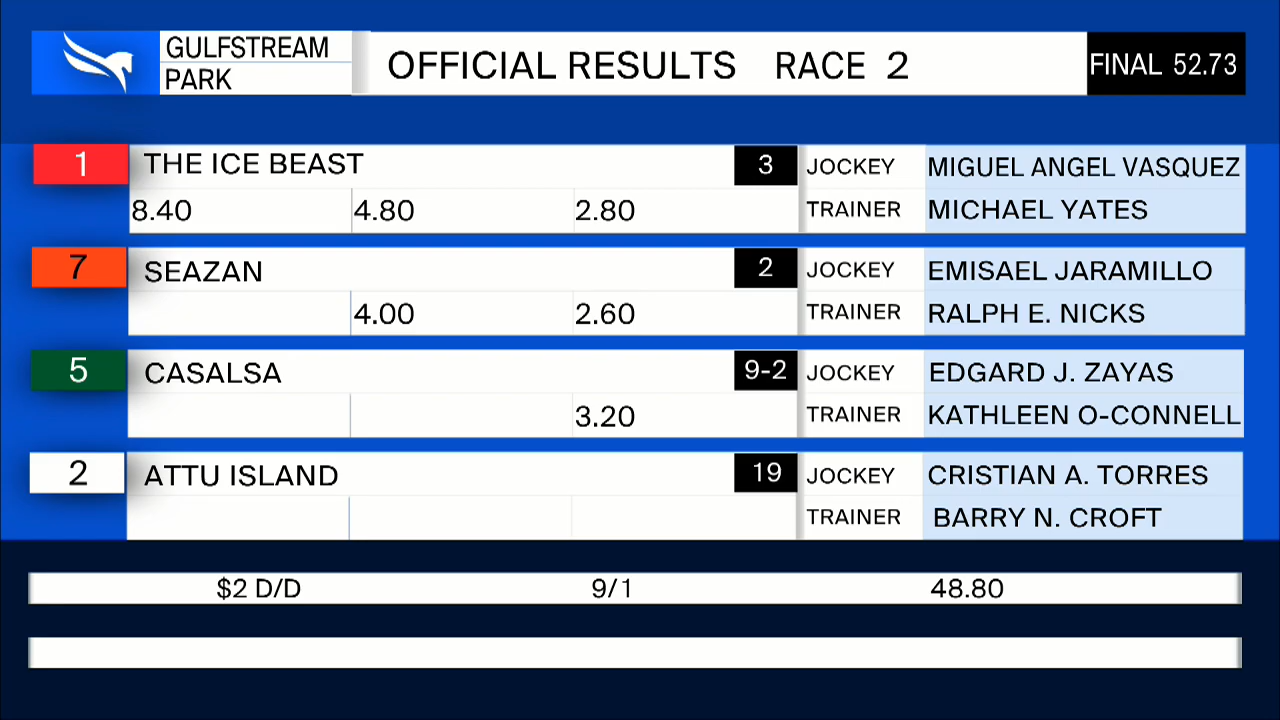 GULFSTREAM
PARK
OFFICIAL RESULTS RACE 2
FINAL 52.73
1 THE ICE BEAST 3 JOCKEY MIGUEL ANGEL VASQUEZ
8.40 4.80 2.80 TRAINER MICHAEL YATES
7 SEAZAN 2 JOCKEY EMISAEL JARAMILLO
4.00 2.60 TRAINER RALPH E. NICKS
5 CASALSA 9-2 JOCKEY EDGARD J. ZAYAS
3.20 TRAINER KATHLEEN O-CONNELL
2 ATTU ISLAND 19 JOCKEY CRISTIAN A. TORRES
TRAINER BARRY N. CROFT
$2 D/D 9/1 48.80